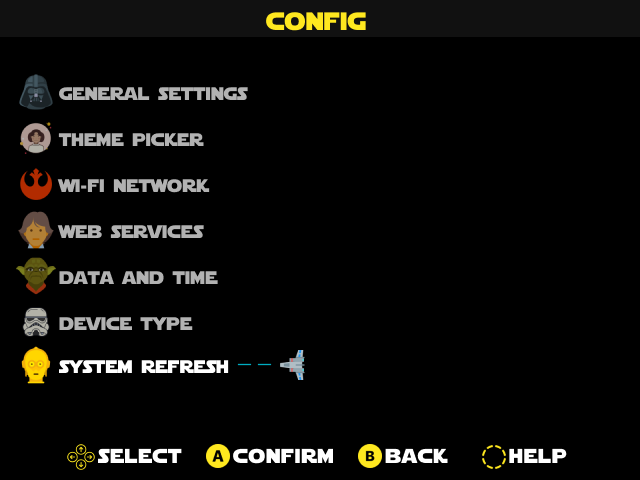 CONFIG
GENERAL SETTINGS
THEME PICKER
WI-FI NETWORK
WEB SERVICES
DATA AND TIME
DEVICE TYPE
SYSTEM REFRESH
SELECT A CONFIRM B BACK HELP